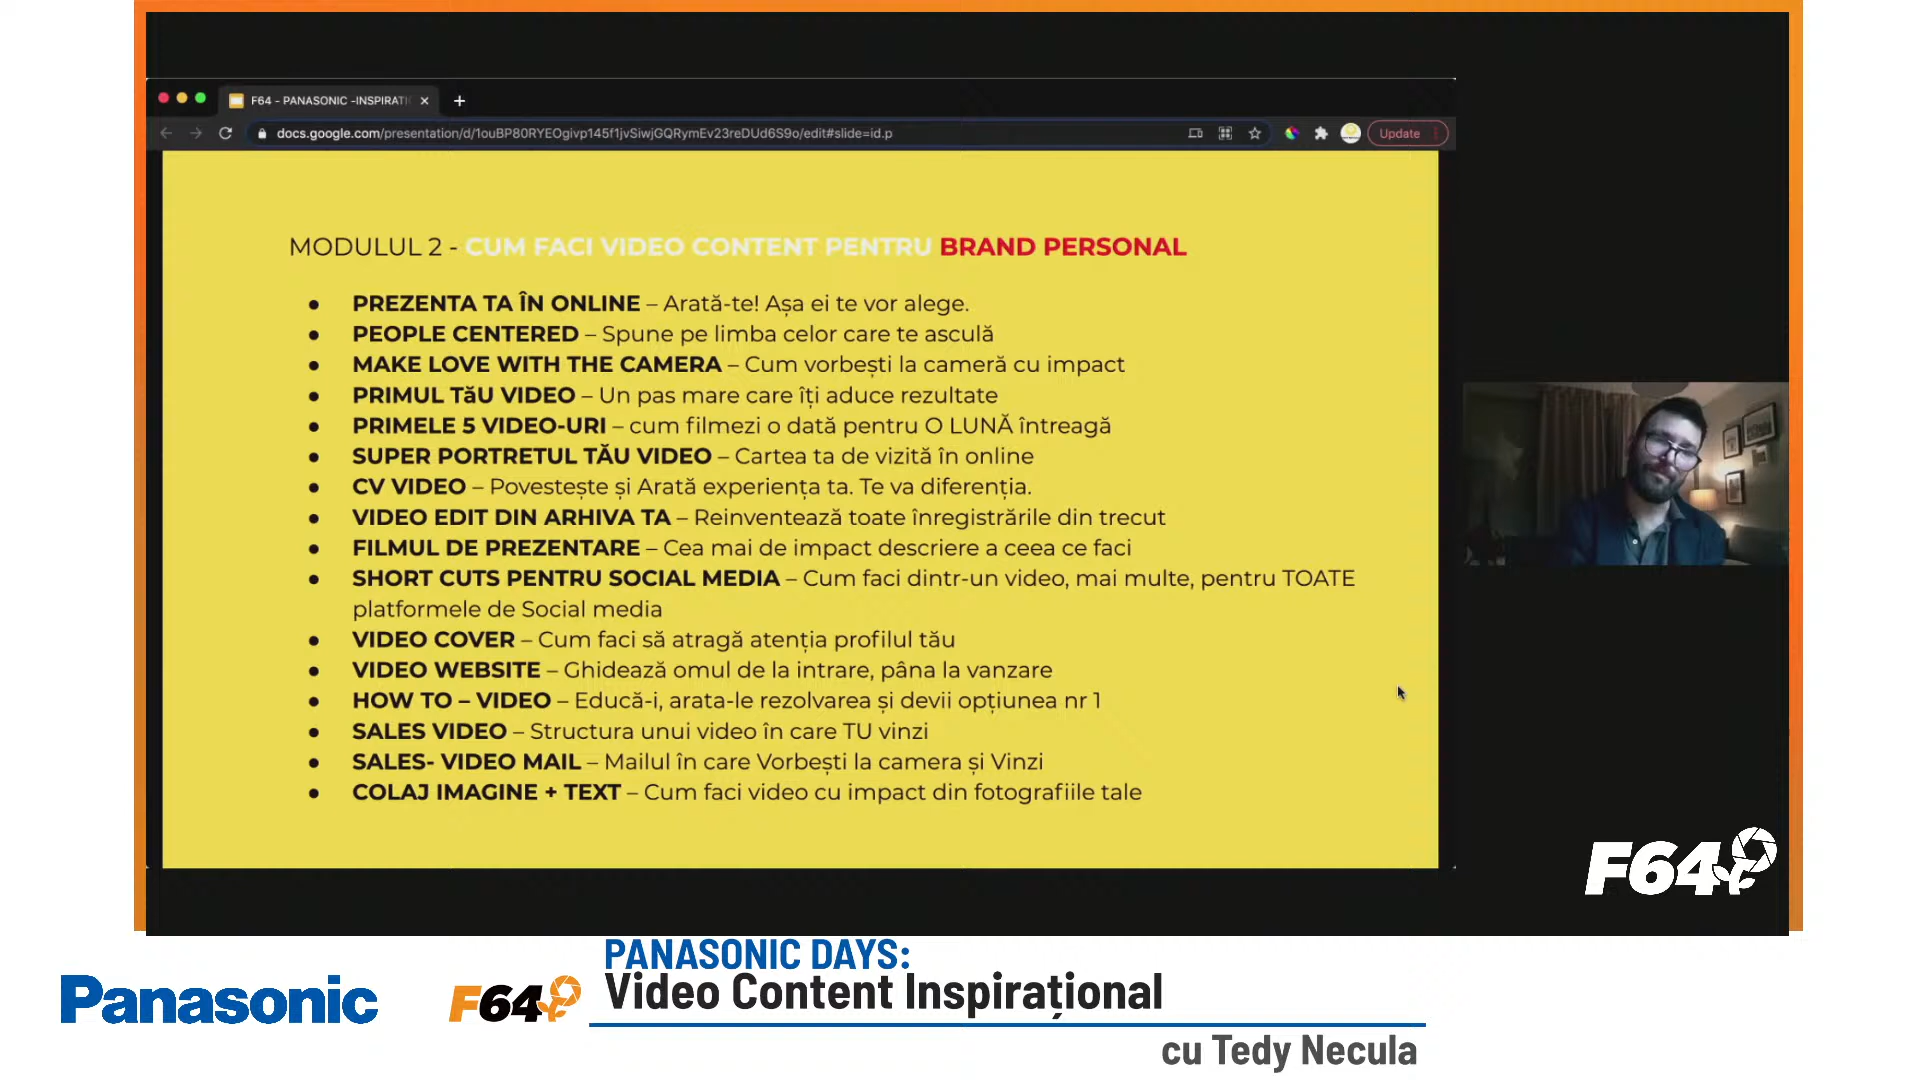 F64 - PANASONIC -INSPIRATI
docs.google.com/presentation/d/1ouBP80RYEOgivp145f1jvSiwjGQRymEv23reDUd6S9o/edit#slide=id.p
Update
MODULUL 2 - CUM FACI VIDEO CONTENT PENTRU BRAND PERSONAL
● PREZENTA TA ÎN ONLINE – Arată-te! Așa ei te vor alege.
● PEOPLE CENTERED – Spune pe limba celor care te asculă
● MAKE LOVE WITH THE CAMERA – Cum vorbești la cameră cu impact
● PRIMUL TăU VIDEO – Un pas mare care îți aduce rezultate
● PRIMELE 5 VIDEO-URI – cum filmezi o dată pentru O LUNĂ întreagă
● SUPER PORTRETUL TĂU VIDEO – Cartea ta de vizită în online
● CV VIDEO – Povestește și Arată experiența ta. Te va diferenția.
● VIDEO EDIT DIN ARHIVA TA – Reinventează toate înregistrările din trecut
● FILMUL DE PREZENTARE – Cea mai de impact descriere a ceea ce faci
● SHORT CUTS PENTRU SOCIAL MEDIA – Cum faci dintr-un video, mai multe, pentru TOATE
platformele de Social media
● VIDEO COVER – Cum faci să atragă atenția profilul tău
● VIDEO WEBSITE – Ghidează omul de la intrare, pâna la vanzare
● HOW TO – VIDEO – Educă-i, arata-le rezolvarea și devii opțiunea nr 1
● SALES VIDEO – Structura unui video în care TU vinzi
● SALES- VIDEO MAIL – Mailul în care Vorbești la camera și Vinzi
● COLAJ IMAGINE + TEXT – Cum faci video cu impact din fotografiile tale
F64
PANASONIC DAYS:
Panasonic
F64
Video Content Inspirațional
cu Tedy Necula